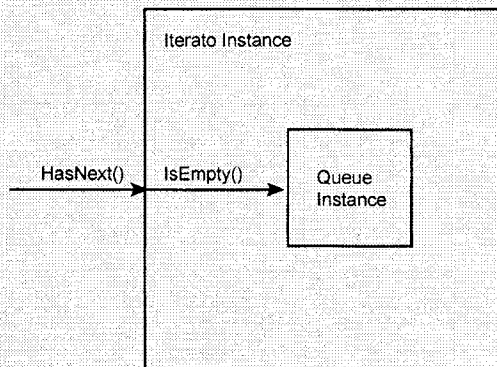 Iterato Instance
HasNext()
IsEmpty()
Queue
Instance